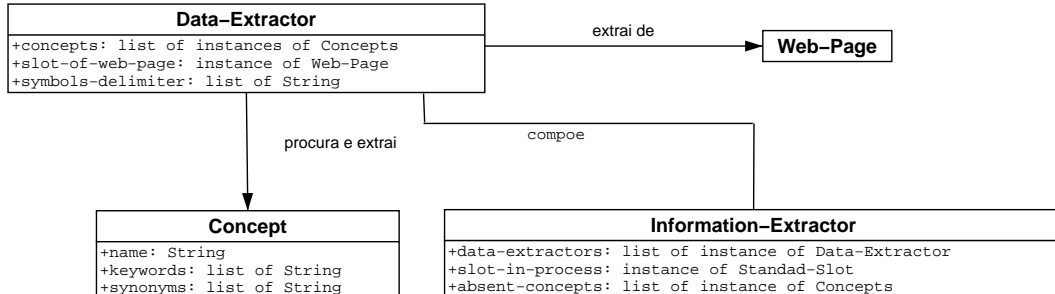 Data−Extractor
+concepts: list of instances of Concepts
+slot-of-web-page: instance of Web-Page
+symbols-delimiter: list of String
extrai de
Web−Page
procura e extrai
compoe
Concept
+name: String
+keywords: list of String
+synonyms: list of String
Information−Extractor
+data-extractors: list of instance of Data-Extractor
+slot-in-process: instance of Standad-Slot
+absent-concepts: list of instance of Concepts